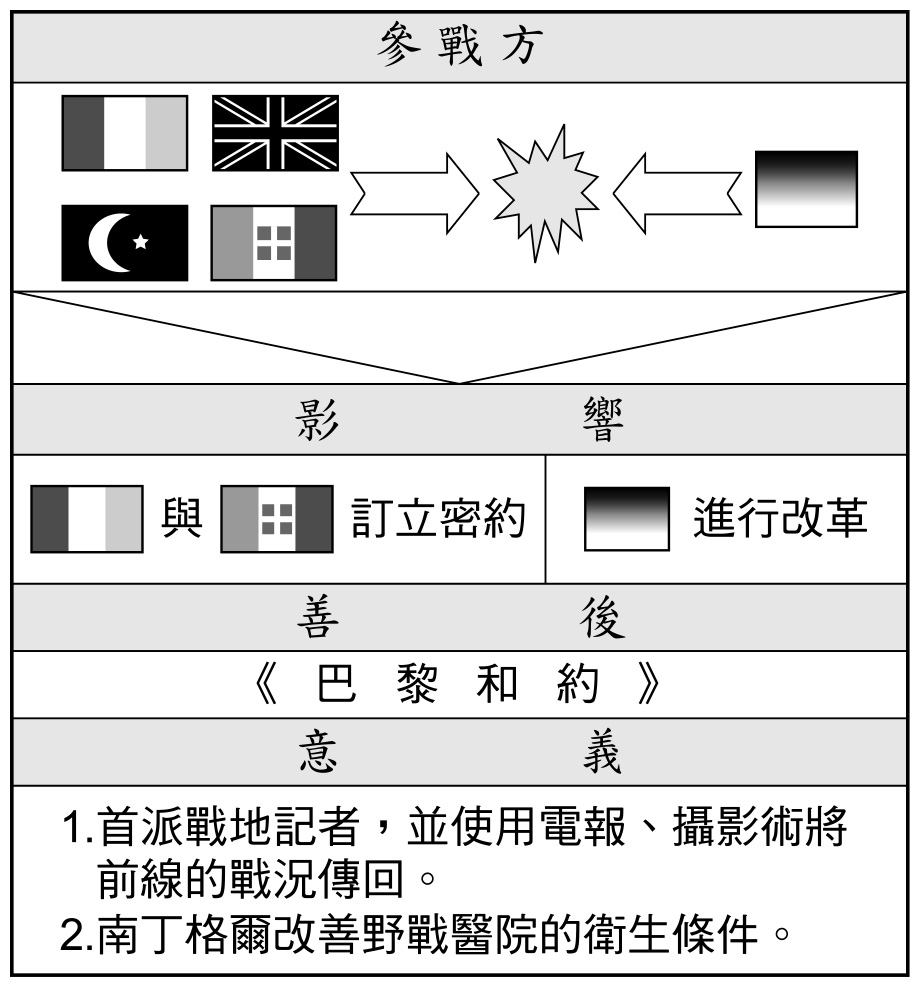 參戰方
影響
與 訂立密約
進行改革
善後
《巴黎和約》
意義
1.首派戰地記者，並使用電報、攝影術將
前線的戰況傳回。
2.南丁格爾改善野戰醫院的衛生條件。